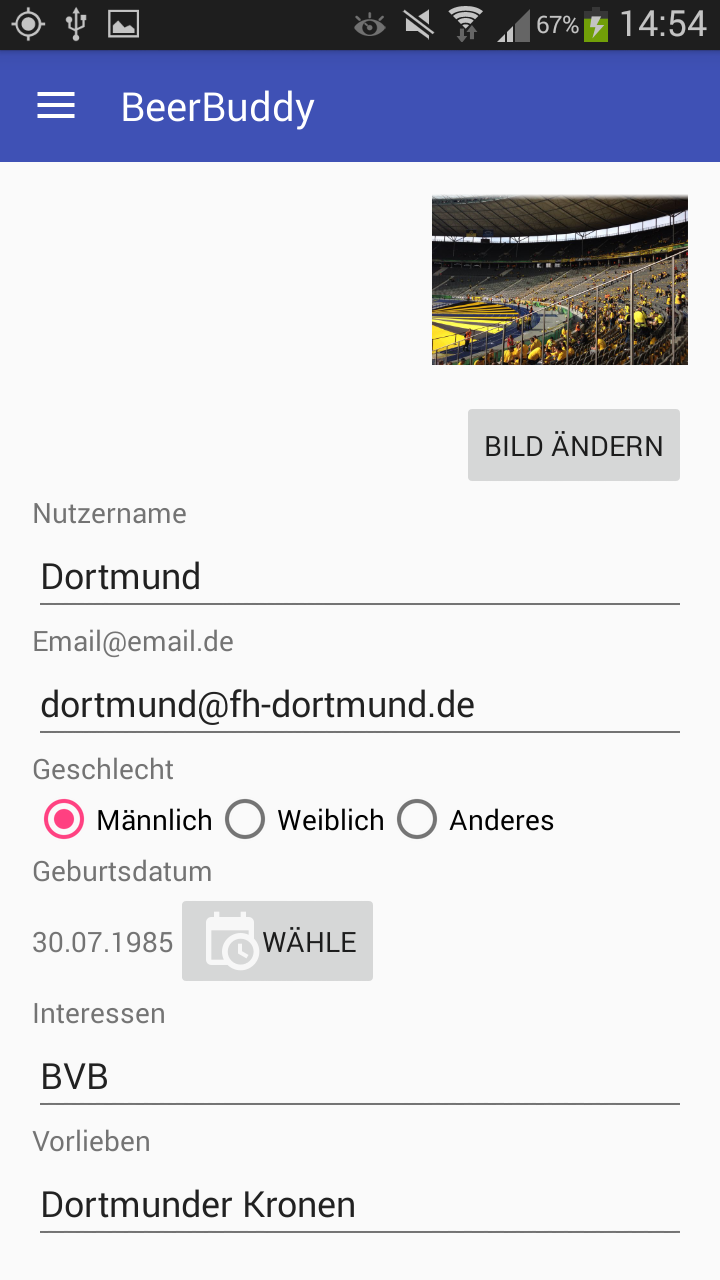 67% 14:54
BeerBuddy
BILD ÄNDERN
Nutzername
Dortmund
Email@email.de
dortmund@fh-dortmund.de
Geschlecht
Männlich Weiblich Anderes
Geburtsdatum
30.07.1985 WÄHLE
Interessen
BVB
Vorlieben
Dortmunder Kronen